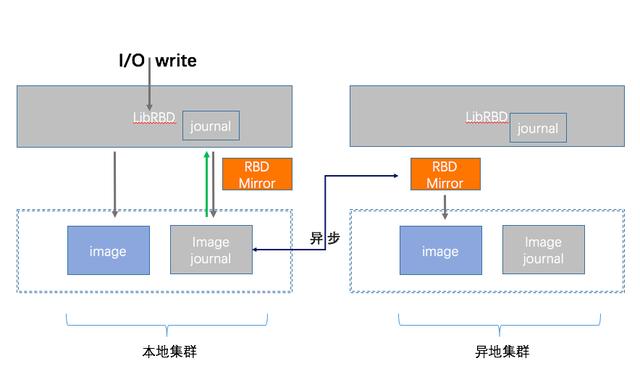 I/O write
LibRBD
journal
LibRBD
journal
RBD
Mirror
RBD
Mirror
异步
image
Image
journal
image
Image
journal
本地集群
异地集群